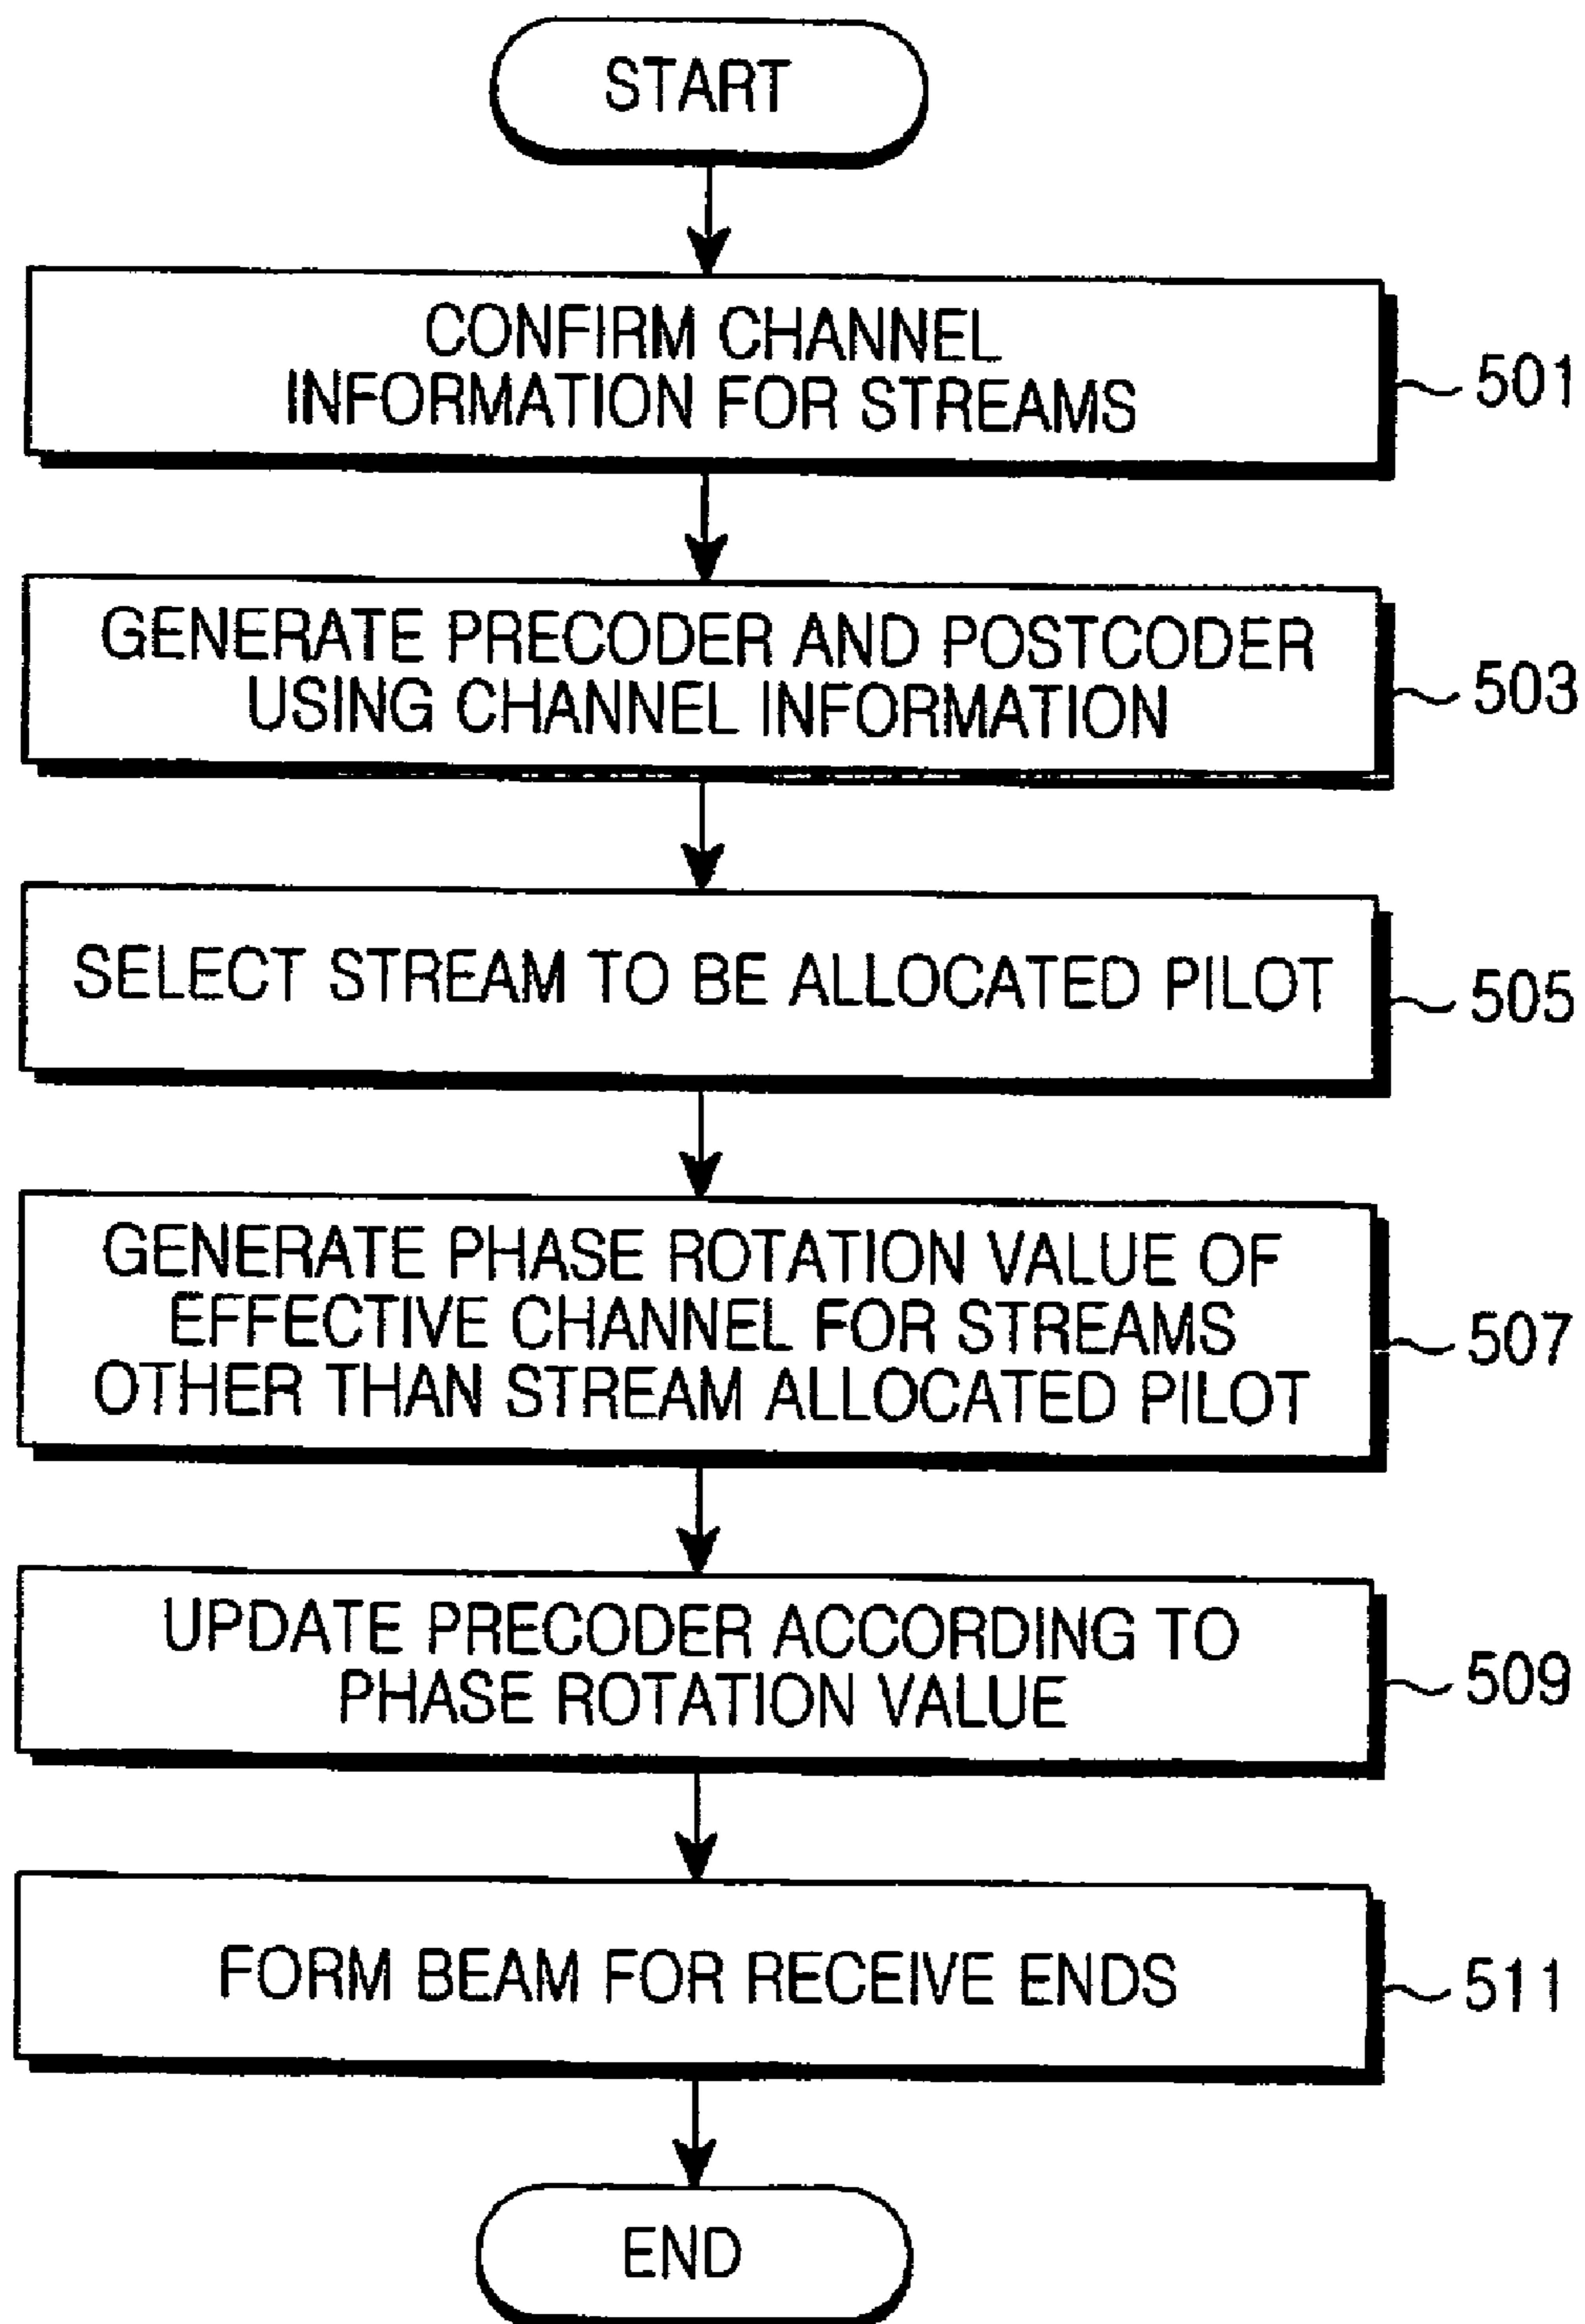 START
CONFIRM CHANNEL
INFORMATION FOR STREAMS
501
GENERATE PRECODER AND POSTCODER
USING CHANNEL INFORMATION
503
SELECT STREAM TO BE ALLOCATED PILOT
505
GENERATE PHASE ROTATION VALUE OF
EFFECTIVE CHANNEL FOR STREAMS
OTHER THAN STREAM ALLOCATED PILOT
507
UPDATE PRECODER ACCORDING TO
PHASE ROTATION VALUE
509
FORM BEAM FOR RECEIVE ENDS
511
END